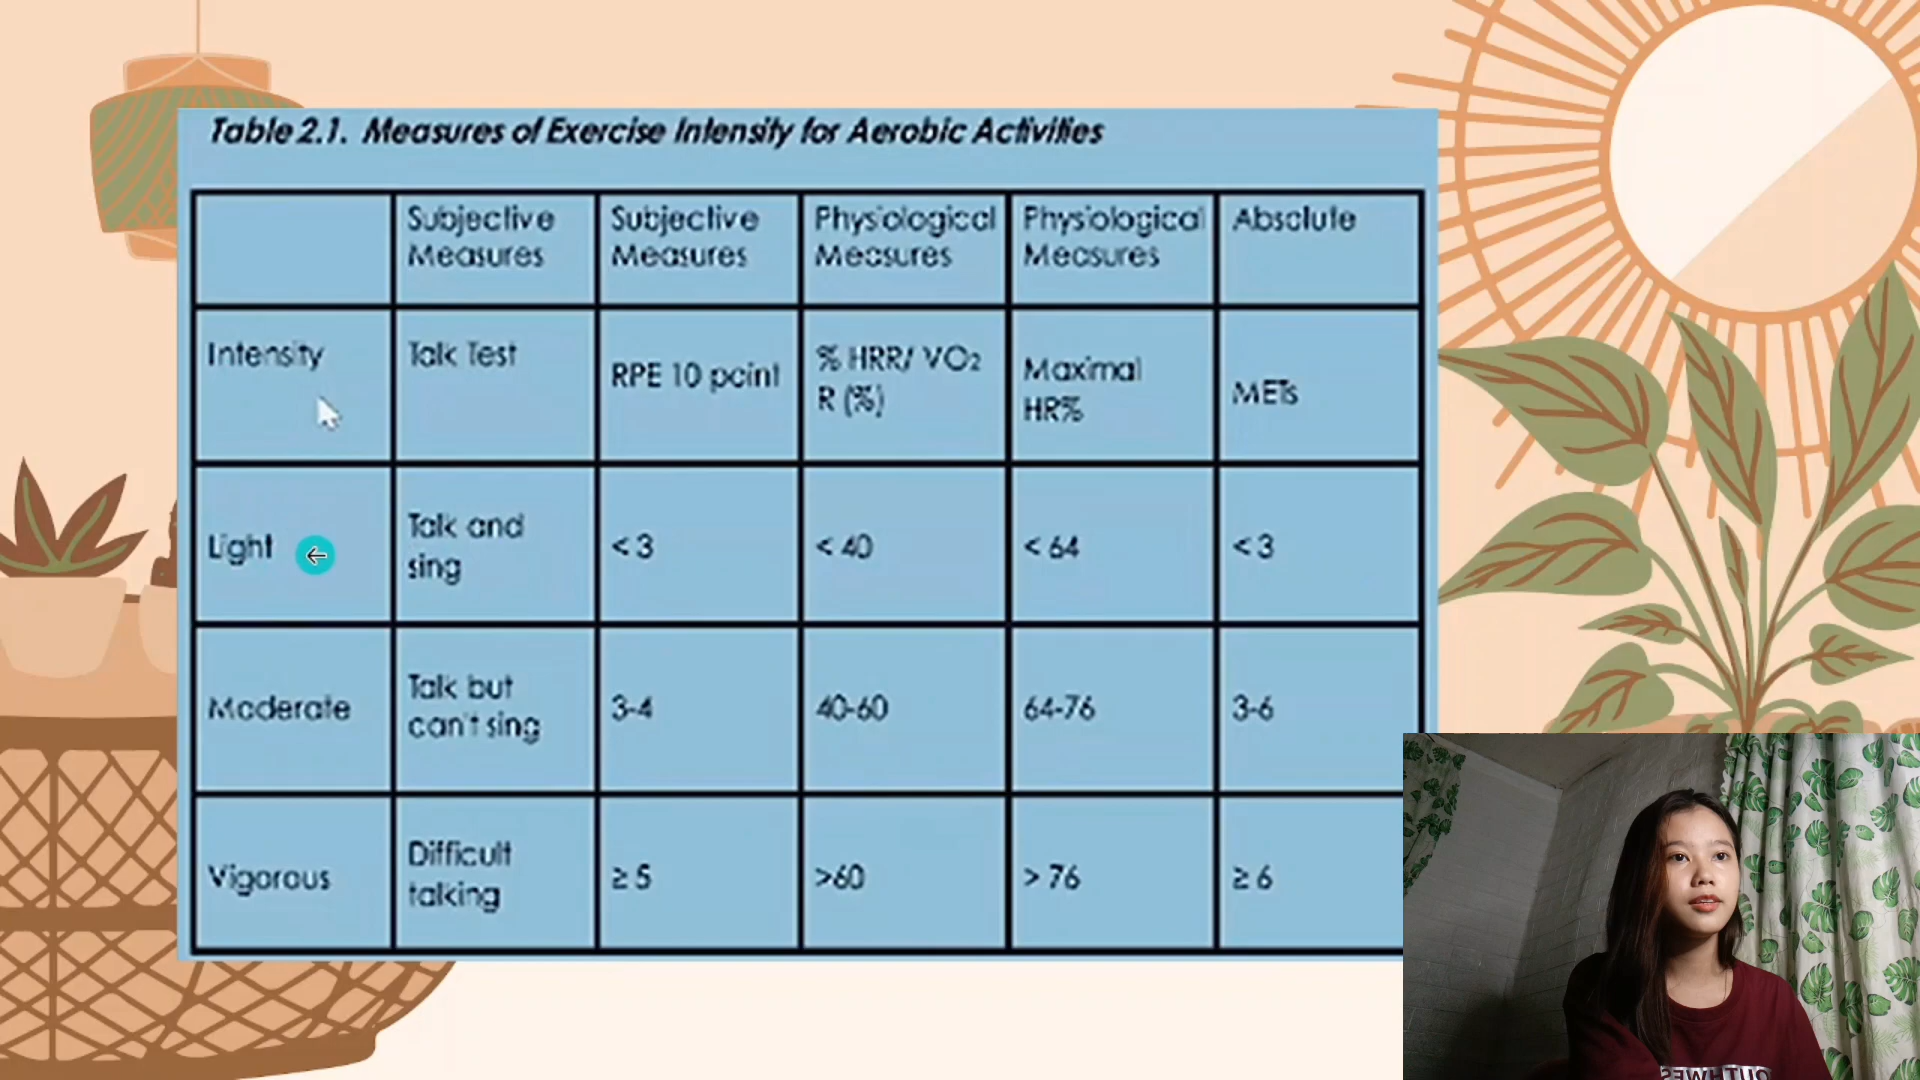 Table 2.1. Measures of Exercise Intensity for Aerobic Activities
Subjective
Measures
Subjective
Measures
Physiological
Measures
Physiological
Measures
Absolute
Intensity
Talk Test
RPE 10 point
% HRR/ VO2
R (%)
Maximal
HR%
METs
Light
Talk and
sing
< 3
< 40
< 64
< 3
Moderate
Talk but
can't sing
3-4
40-60
64-76
3-6
Vigorous
Difficult
talking
≥ 5
>60
> 76
≥ 6